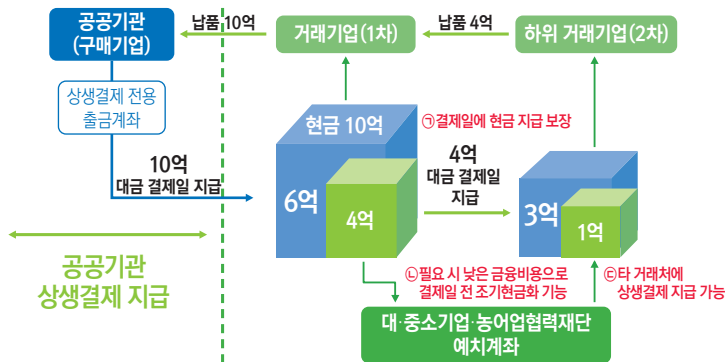 공공기관
(구매기업)
납품 10억
거래기업(1차)
납품 4억
하위 거래기업(2차)
상생결제 전용
출금계좌
현금 10억
㉠결제일에 현금 지급 보장
10억
대금 결제일 지급
6억
4억
4억
대금 결제일
지급
3억
1억
공공기관
상생결제 지급
㉡필요 시 낮은 금융비용으로
결제일 전 조기현금화 기능
㉢타 거래처에
상생결제 지급 가능
대·중소기업·농어업협력재단
예치계좌